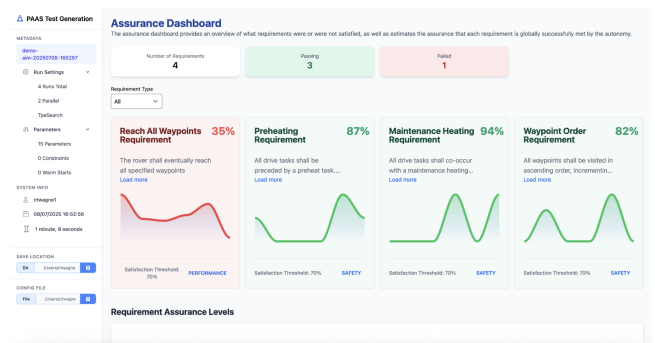 PAAS Test Generation
METADATA
demo-
aim-20250708-165257
Run Settings
4 Runs Total
2 Parallel
TpeSearch
Parameters
15 Parameters
0 Constraints
0 Warm Starts
SYSTEM INFO
ctwagne1
08/07/2025 16:52:56
1 minute, 8 seconds
SAVE LOCATION
Dir /Users/ctwagne
CONFIG FILE
File /Users/ctwagne
Assurance Dashboard
The assurance dashboard provides an overview of what requirements were or were not satisfied, as well as estimates the assurance that each requirement is globally successfully met by the autonomy.
Number of Requirements
4
Passing
3
Failed
1
Requirement Type
All
Reach All Waypoints 35%
Requirement
The rover shall eventually reach
all specified waypoints
Load more
Satisfaction Threshold:
70%
PERFORMANCE
Preheating 87%
Requirement
All drive tasks shall be
preceded by a preheat task....
Load more
Satisfaction Threshold: 70% SAFETY
Maintenance Heating 94%
Requirement
All drive tasks shall co-occur
with a maintenance heating...
Load more
Satisfaction Threshold: 70% SAFETY
Waypoint Order 82%
Requirement
All waypoints shall be visited in
ascending order, incrementin...
Load more
Satisfaction Threshold: 70% SAFETY
Requirement Assurance Levels